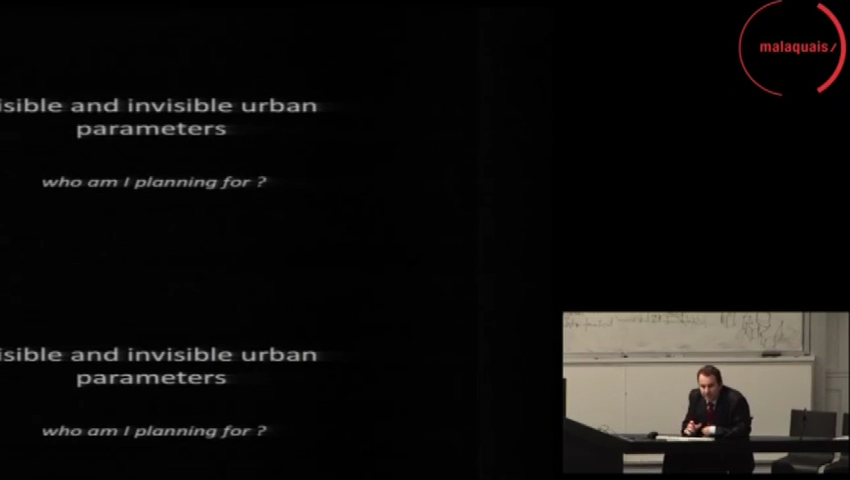 malaquais/
isible and invisible urban
parameters
who am I planning for ?
isible and invisible urban
parameters
who am I planning for ?